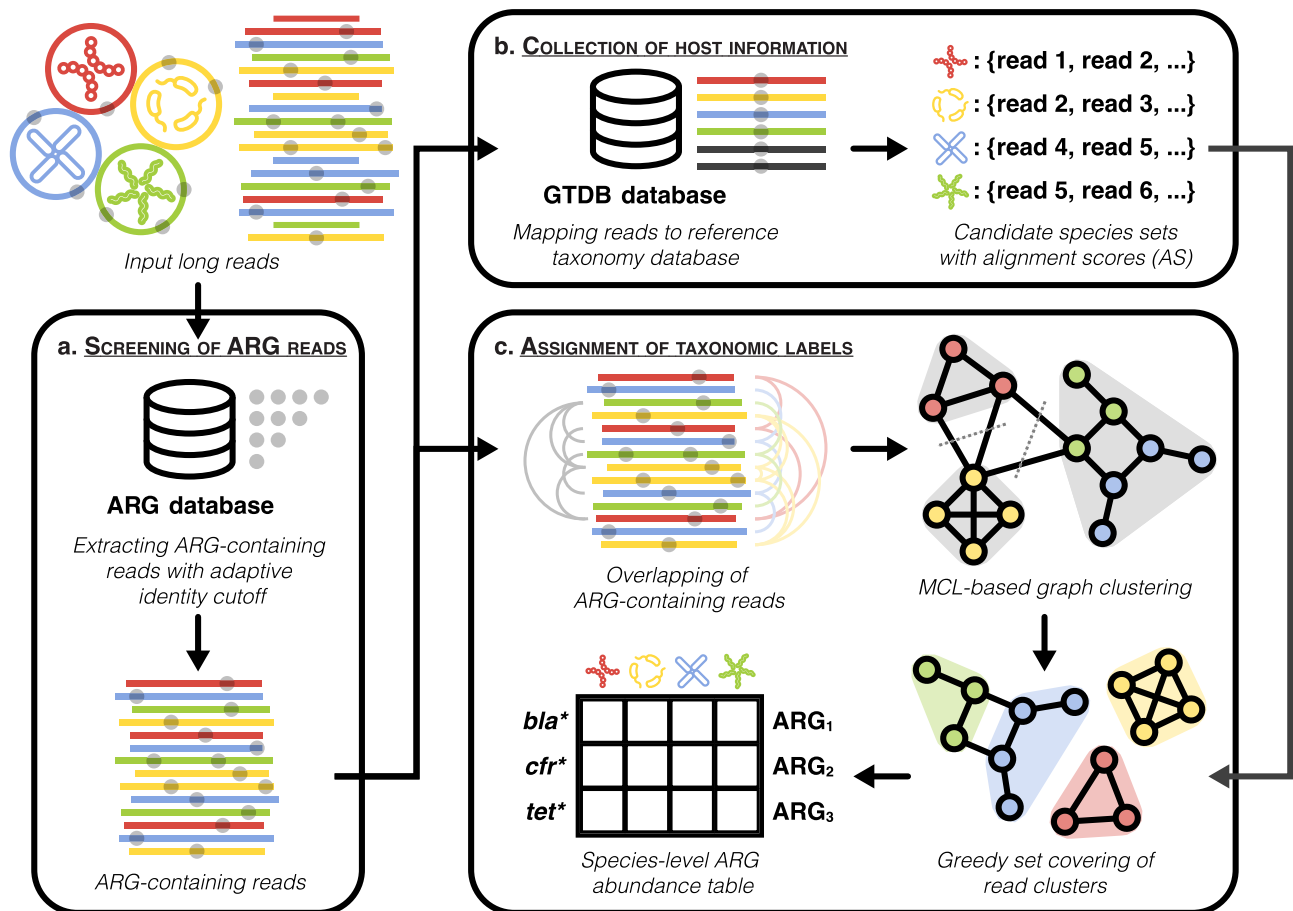 Input long reads
a. SCREENING OF ARG READS
ARG database
Extracting ARG-containing
reads with adaptive
identity cutoff
ARG-containing reads
b. COLLECTION OF HOST INFORMATION
GTDB database
Mapping reads to reference
taxonomy database
: {read 1, read 2, ...}
: {read 2, read 3, ...}
: {read 4, read 5, ...}
: {read 5, read 6, ...}
Candidate species sets
with alignment scores (AS)
c. ASSIGNMENT OF TAXONOMIC LABELS
Overlapping of
ARG-containing reads
MCL-based graph clustering
Greedy set covering of
read clusters
bla* ARG₁
cfr* ARG₂
tet* ARG₃
Species-level ARG
abundance table